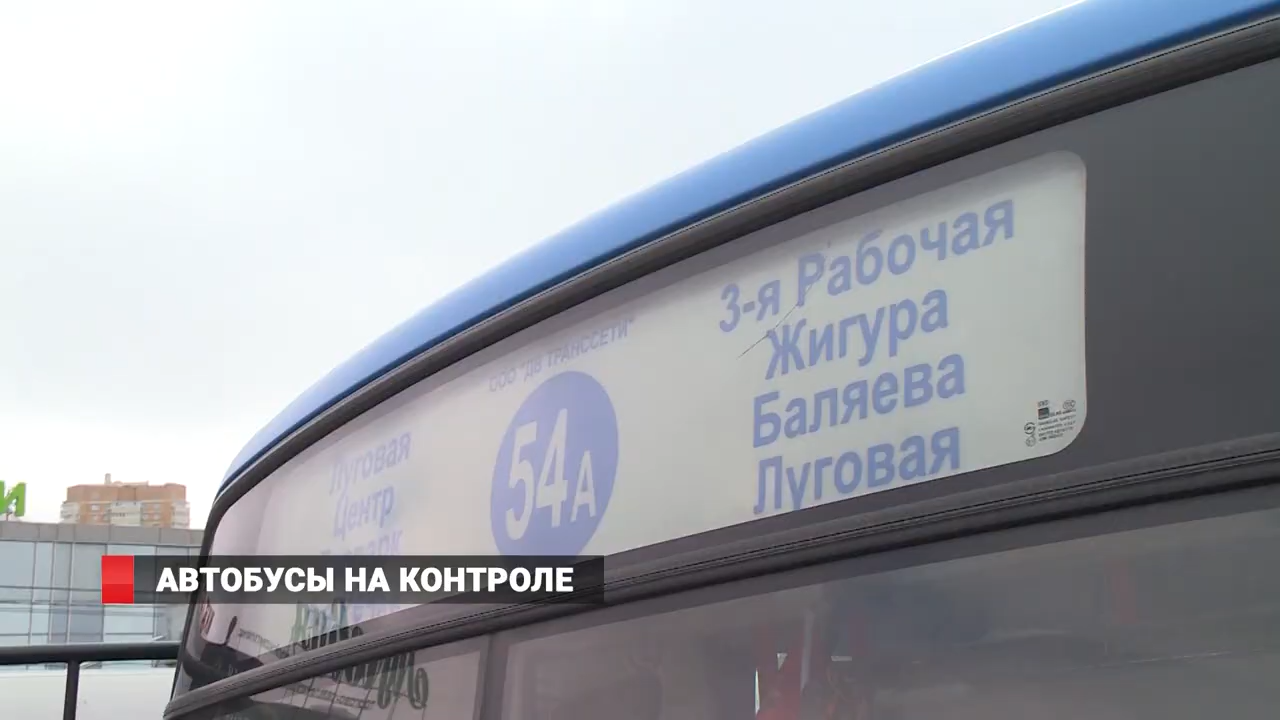 ООО "ДВ ТРАНССЕТИ"
54А
3-я Рабочая
Жигура
Баляева
Луговая
Луговая
Центр
АВТОБУСЫ НА КОНТРОЛЕ